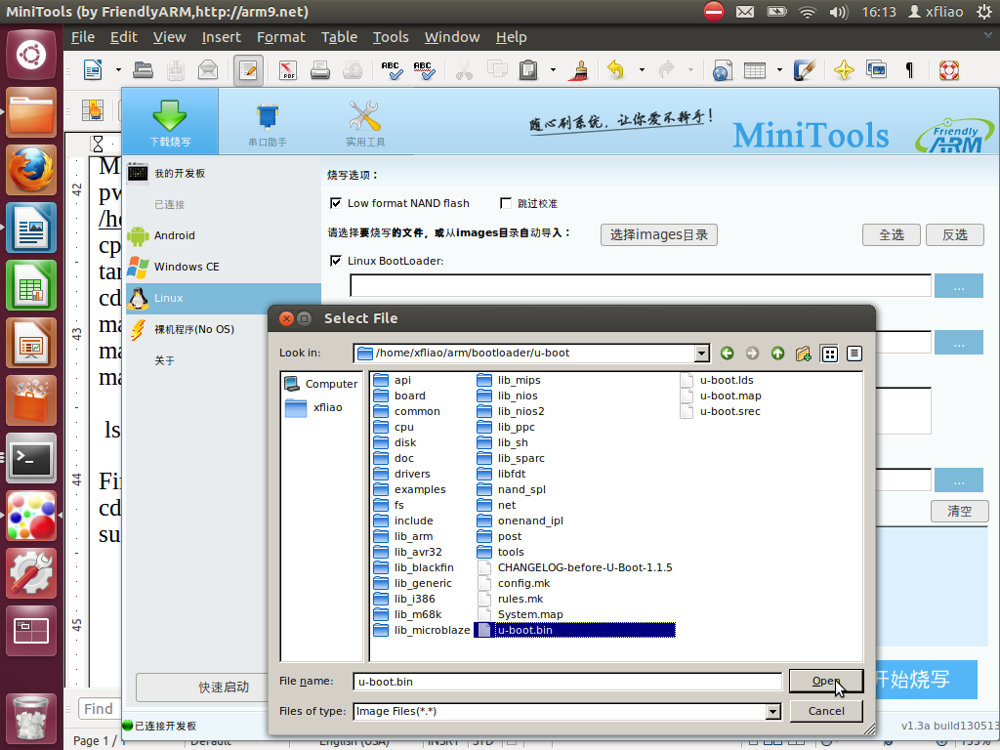 MiniTools (by FriendlyARM,http://arm9.net)
16:13 xfliao
File Edit View Insert Format Table Tools Window Help
下载烧写 串口助手 实用工具
随心刷系统，让你爱不释手！
MiniTools
Friendly ARM
我的开发板
已连接
Android
Windows CE
Linux
裸机程序(No OS)
关于
快速启动
已连接开发板
烧写选项：
Low format NAND flash 跳过校准
请选择要烧写的文件，或从images目录自动导入：
选择images目录 全选 反选
Linux BootLoader:
...
...
...
清空
开始烧写
v1.3a build130513
Select File
Look in: /home/xfliao/arm/bootloader/u-boot
Computer
xfliao
api
board
common
cpu
disk
doc
drivers
examples
fs
include
lib_arm
lib_avr32
lib_blackfin
lib_generic
lib_i386
lib_m68k
lib_microblaze
lib_mips
lib_nios
lib_nios2
lib_ppc
lib_sh
lib_sparc
libfdt
nand_spl
net
onenand_ipl
post
tools
CHANGELOG-before-U-Boot-1.1.5
config.mk
rules.mk
System.map
u-boot.bin
u-boot.lds
u-boot.map
u-boot.srec
File name: u-boot.bin
Open
Files of type: Image Files(*.*)
Cancel
42
43
44
45
M
pw
/h
cp
tar
cd
ma
ma
ma
ls
Fi
cd
su
Find
Page 1 / 1 Default English (USA) INSRT STD 155%